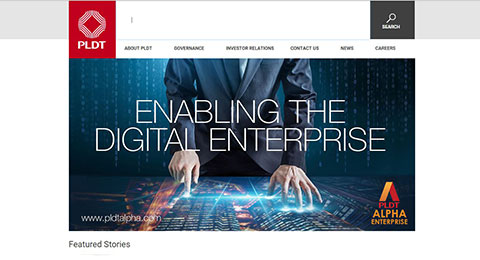 PLDT
SEARCH
ABOUT PLDT GOVERNANCE INVESTOR RELATIONS CONTACT US NEWS CAREERS
ENABLING THE
DIGITAL ENTERPRISE
www.pldtalpha.com
PLDT
ALPHA
ENTERPRISE
Featured Stories